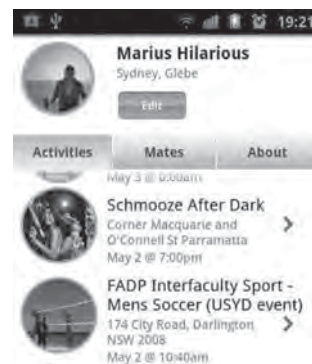 19:21
Marius Hilarious
Sydney, Glebe
Edit
Activities Mates About
May 3 @ 0:00am
Schmooze After Dark
Corner Macquarie and
O'Connell St Parramatta
May 2 @ 7:00pm
FADP Interfaculty Sport -
Mens Soccer (USYD event)
174 City Road, Darlington
NSW 2008
May 2 @ 10:40am